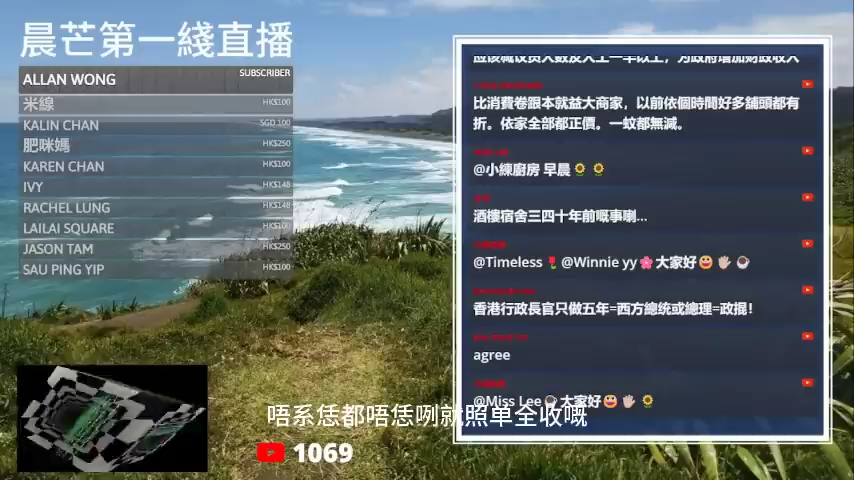 晨芒第一綫直播
ALLAN WONG SUBSCRIBER
米線 HK$100
KALIN CHAN SGD 100
肥咪媽 HK$250
KAREN CHAN HK$100
IVY HK$148
RACHEL LUNG HK$148
LAILAI SQUARE HK$100
JASON TAM HK$250
SAU PING YIP HK$100
比消費卷跟本就益大商家，以前依個時間好多舖頭都有
折。依家全部都正價。一蚊都無減。
@小練廚房 早晨🌻 🌻
酒樓宿舍三四十年前嘅事喇...
@Timeless🌷@Winnie yy🌸大家好😃🖐☕
香港行政長官只做五年=西方總统或總理=政掍！
agree
@Miss Lee☕大家好😃🖐🌻
唔系恁都唔恁咧就照单全收嘅
1069